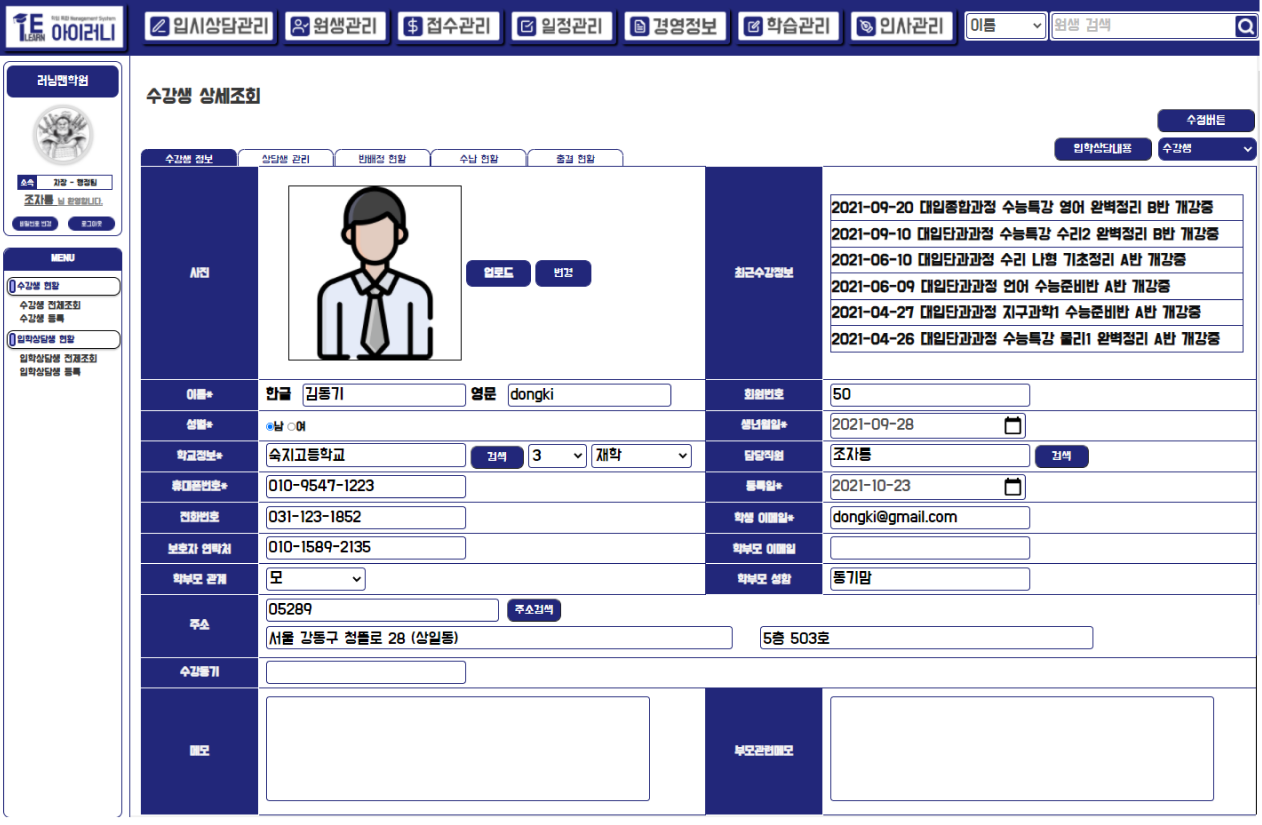 학원 회원 Management System
iE LEARN 아이러니
입시상담관리 원생관리 접수관리 일정관리 경영정보 학습관리 인사관리 이름 원생 검색
러닝맨학원
소속 차장 - 행정팀
조자룡 님 환영합니다.
비밀번호 변경 로그아웃
MENU
수강생 현황
수강생 전체조회
수강생 등록
입학상담생 현황
입학상담생 전체조회
입학상담생 등록
수강생 상세조회
수정버튼
입학상담내용 수강생
수강생 정보 상담생 관리 반배정 현황 수납 현황 출결 현황
사진 업로드 변경 최근수강정보
2021-09-20 대입종합과정 수능특강 영어 완벽정리 B반 개강중
2021-09-10 대입단과과정 수능특강 수리2 완벽정리 B반 개강중
2021-06-10 대입단과과정 수리 나형 기초정리 A반 개강중
2021-06-09 대입단과과정 언어 수능준비반 A반 개강중
2021-04-27 대입단과과정 지구과학1 수능준비반 A반 개강중
2021-04-26 대입단과과정 수능특강 물리1 완벽정리 A반 개강중
이름* 한글 김동기 영문 dongki 회원번호 50
성별* 남 여 생년월일* 2021-09-28
학교정보* 숙지고등학교 검색 3 재학 담당직원 조자룡 검색
휴대폰번호* 010-9547-1223 등록일* 2021-10-23
전화번호 031-123-1852 학생 이메일* dongki@gmail.com
보호자 연락처 010-1589-2135 학부모 이메일
학부모 관계 모 학부모 성함 동기맘
주소 05289 주소검색
서울 강동구 청뜰로 28 (상일동) 5층 503호
수강동기
메모 부모관련메모